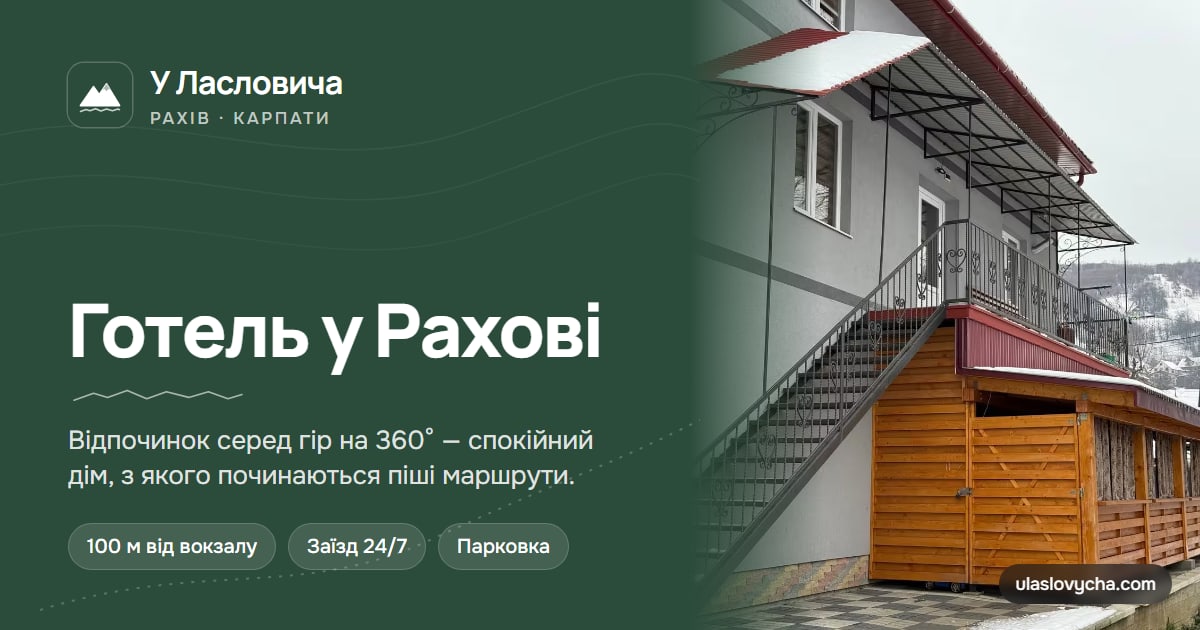 У Ласловича
РАХІВ · КАРПАТИ
Готель у Рахові
Відпочинок серед гір на 360° — спокійний
дім, з якого починаються піші маршрути.
100 м від вокзалу
Заїзд 24/7
Парковка
ulaslovycha.com